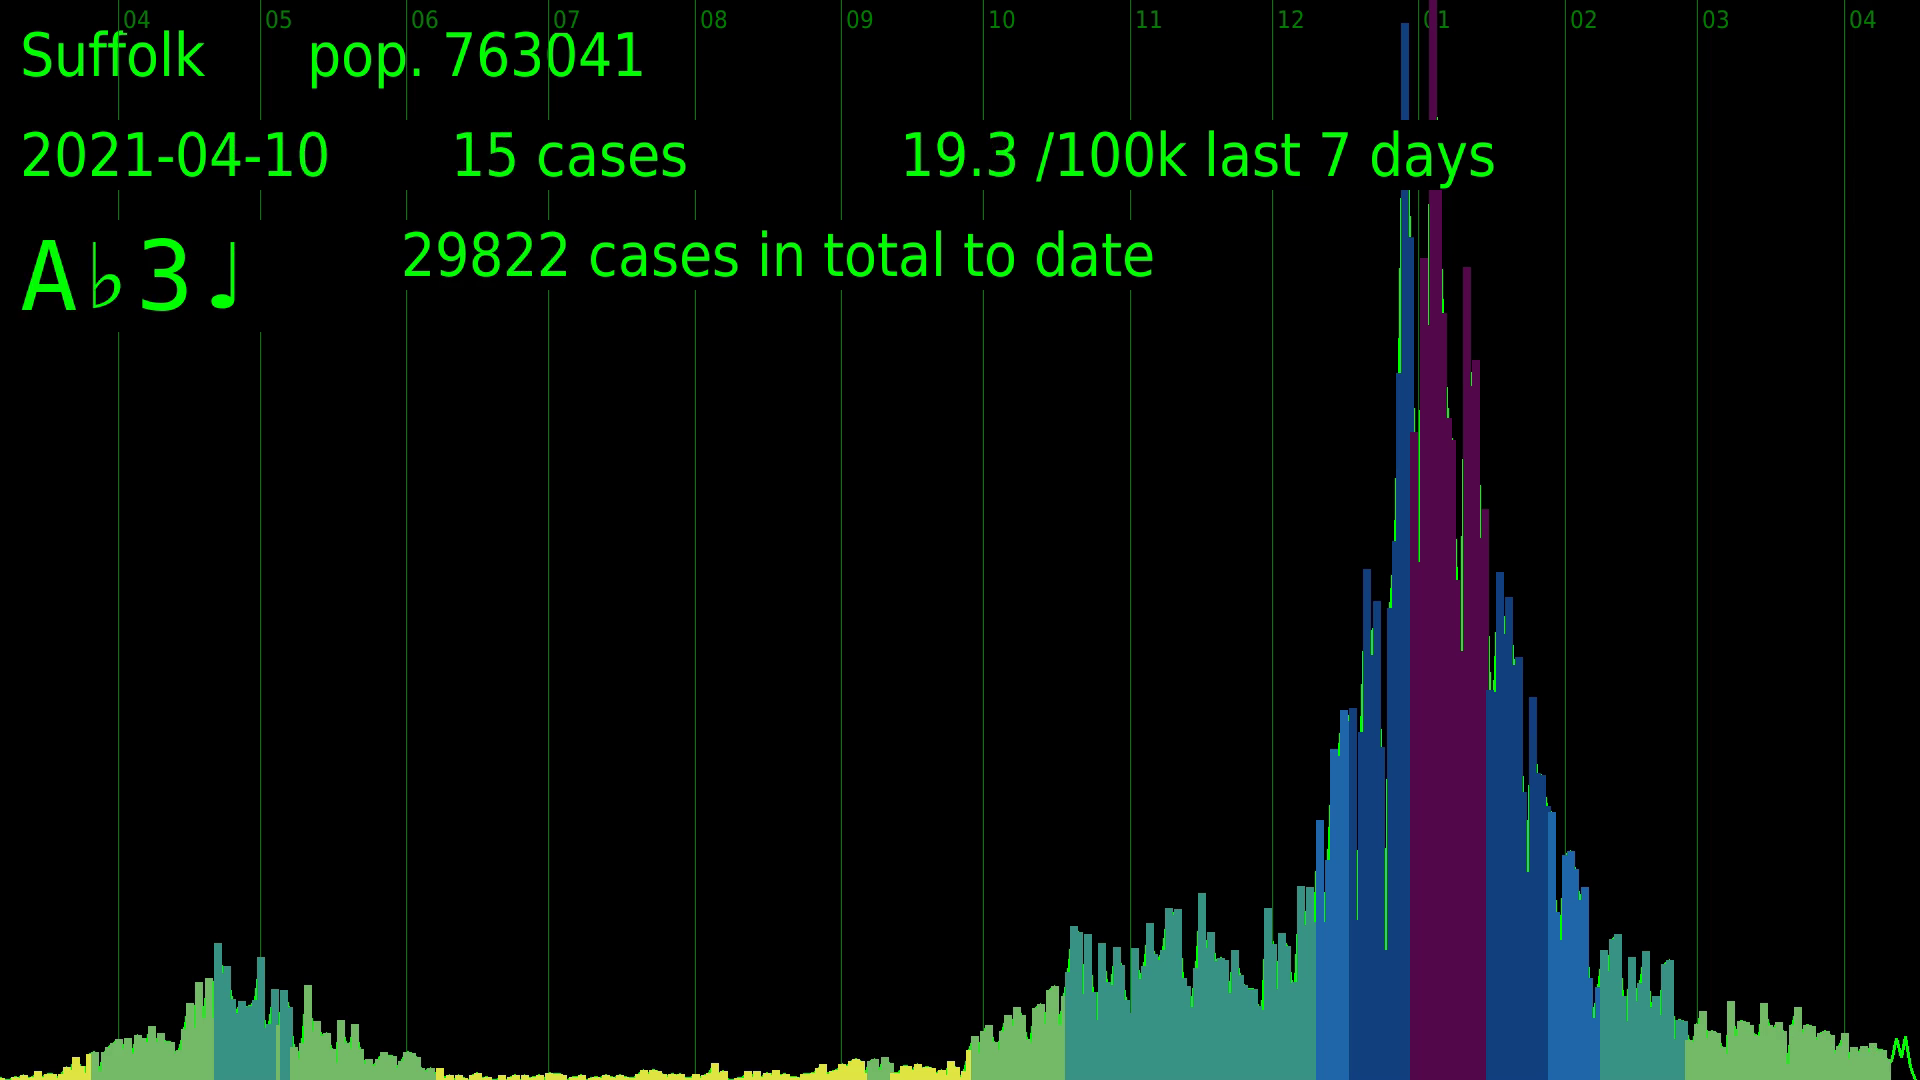 04 05 06 07 08 09 10 11 12 01 02 03 04
Suffolk pop. 763041
2021-04-10 15 cases 19.3 /100k last 7 days
A♭3♩ 29822 cases in total to date